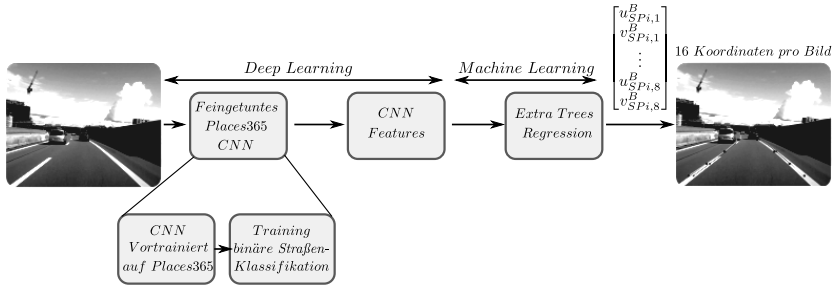 Deep Learning
Machine Learning
u^B_{SPi,1}
v^B_{SPi,1}
⋮
u^B_{SPi,8}
v^B_{SPi,8}
16 Koordinaten pro Bild
Feingetuntes
Places365
CNN
CNN
Features
Extra Trees
Regression
CNN
Vortrainiert
auf Places365
Training
binäre Straßen-
Klassifikation